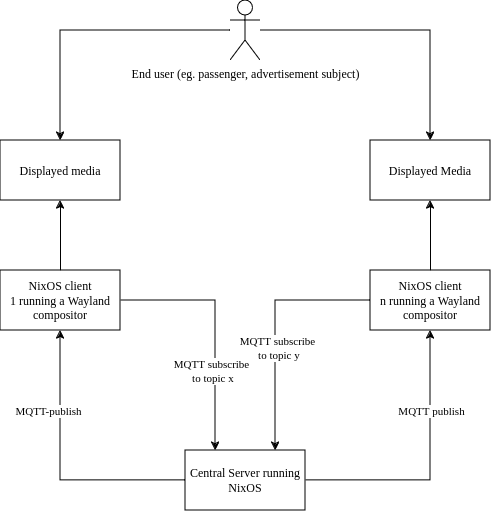 End user (eg. passenger, advertisement subject)
Displayed media
Displayed Media
NixOS client
1 running a Wayland
compositor
NixOS client
n running a Wayland
compositor
MQTT subscribe
to topic y
MQTT subscribe
to topic x
MQTT-publish
MQTT publish
Central Server running
NixOS